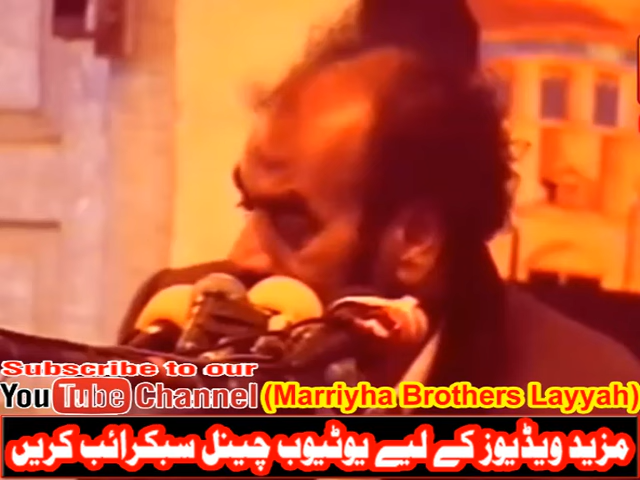 Subscribe to our
YouTube Channel (Marriyha Brothers Layyah)
مزید ویڈیوز کے لیے یوٹیوب چینل سبکرائب کریں